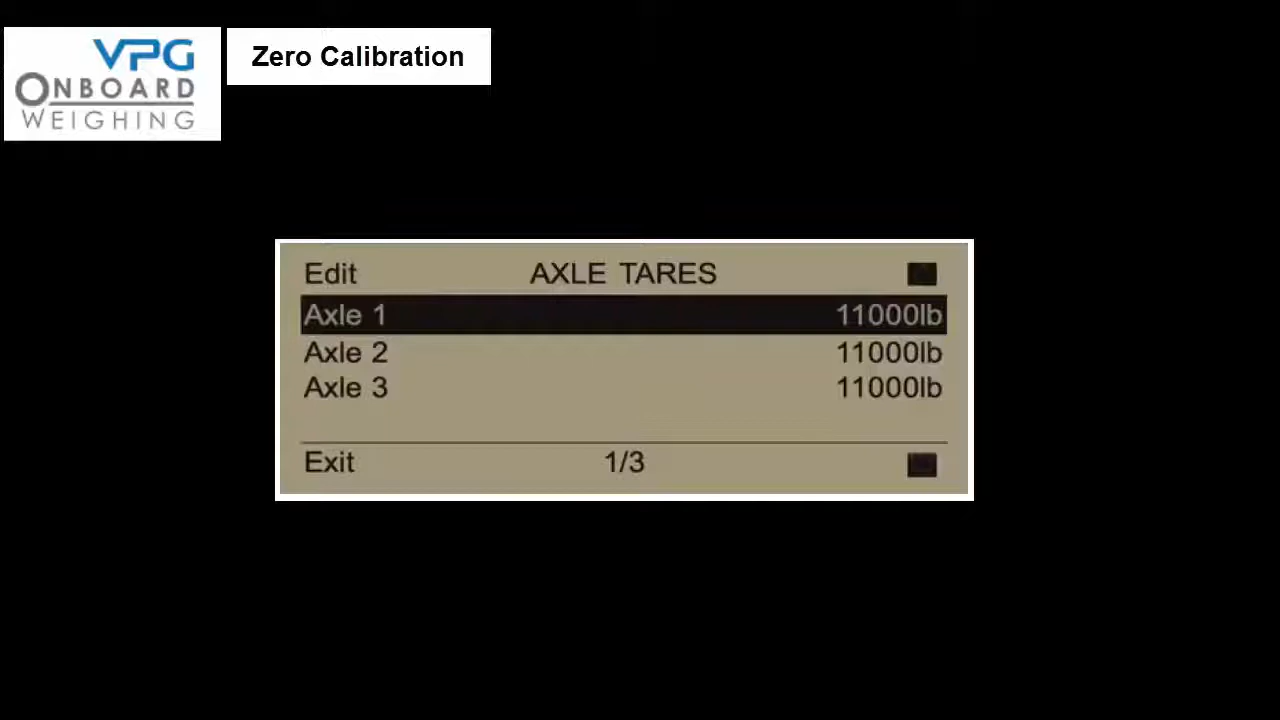 VPG
ONBOARD
WEIGHING
Zero Calibration
Edit AXLE TARES
Axle 1 11000lb
Axle 2 11000lb
Axle 3 11000lb
Exit 1/3